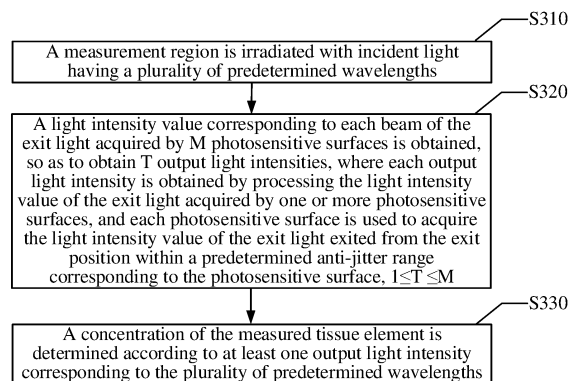 S310
A measurement region is irradiated with incident light
having a plurality of predetermined wavelengths
S320
A light intensity value corresponding to each beam of the
exit light acquired by M photosensitive surfaces is obtained,
so as to obtain T output light intensities, where each output
light intensity is obtained by processing the light intensity
value of the exit light acquired by one or more photosensitive
surfaces, and each photosensitive surface is used to acquire
the light intensity value of the exit light exited from the exit
position within a predetermined anti-jitter range
corresponding to the photosensitive surface, 1≤T ≤M
S330
A concentration of the measured tissue element is
determined according to at least one output light intensity
corresponding to the plurality of predetermined wavelengths